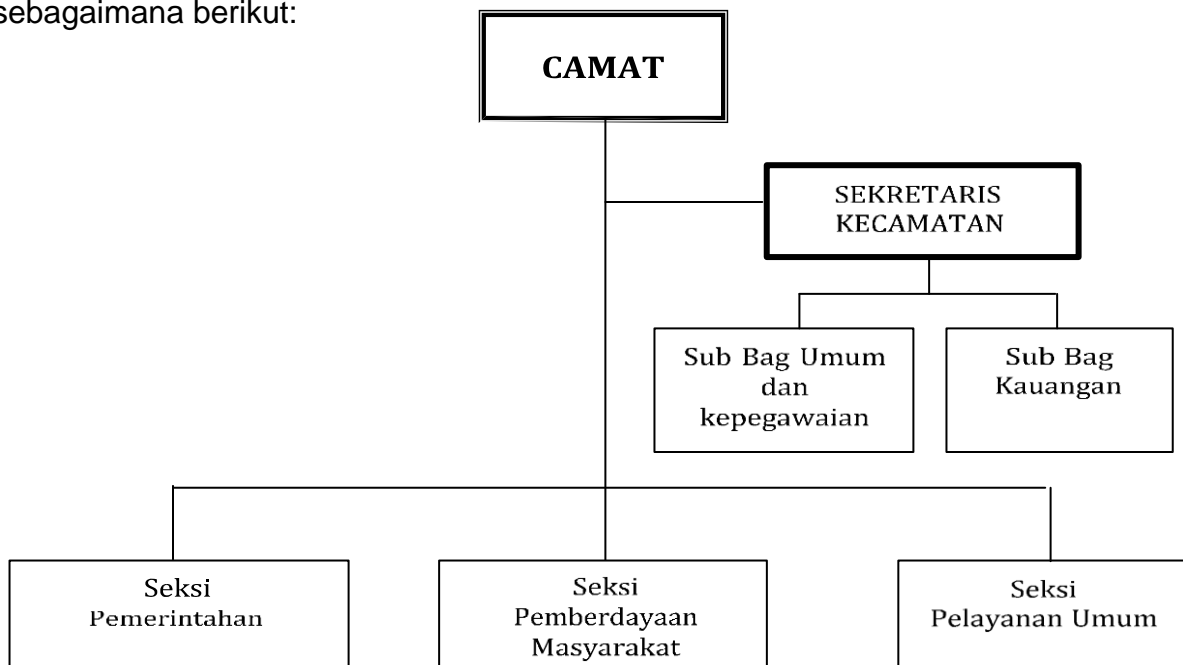 sebagaimana berikut:
CAMAT
SEKRETARIS
KECAMATAN
Sub Bag Umum
dan
kepegawaian
Sub Bag
Kauangan
Seksi
Pemerintahan
Seksi
Pemberdayaan
Masyarakat
Seksi
Pelayanan Umum